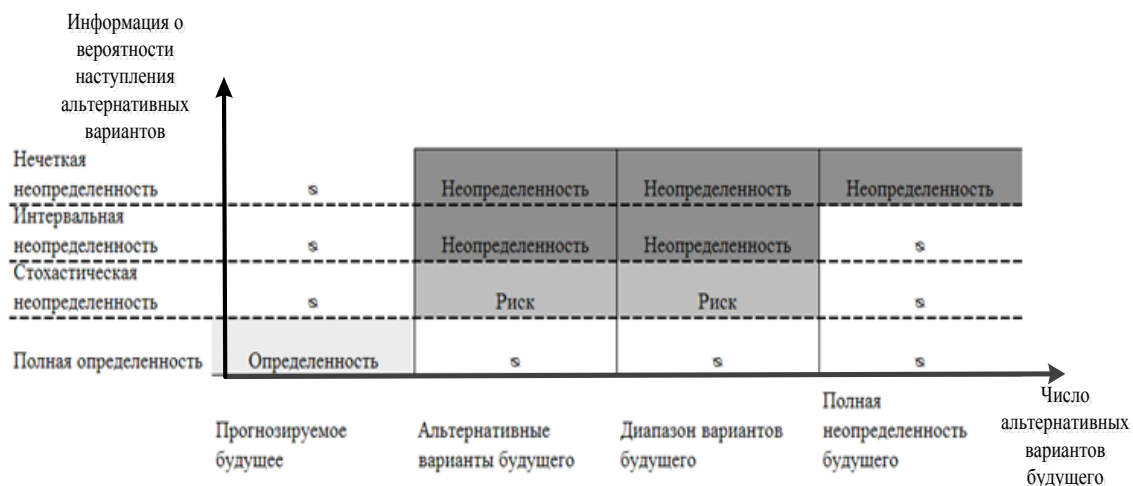 Информация о
вероятности
наступления
альтернативных
вариантов
Нечеткая
неопределенность
Неопределенность Неопределенность Неопределенность
Интервальная
неопределенность
Неопределенность Неопределенность
Стохастическая
неопределенность
Риск Риск
Полная определенность Определенность
Прогнозируемое
будущее
Альтернативные
варианты будущего
Диапазон вариантов
будущего
Полная
неопределенность
будущего
Число
альтернативных
вариантов
будущего